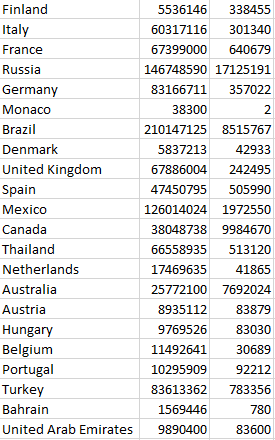 Finland 5536146 338455
Italy 60317116 301340
France 67399000 640679
Russia 146748590 17125191
Germany 83166711 357022
Monaco 38300 2
Brazil 210147125 8515767
Denmark 5837213 42933
United Kingdom 67886004 242495
Spain 47450795 505990
Mexico 126014024 1972550
Canada 38048738 9984670
Thailand 66558935 513120
Netherlands 17469635 41865
Australia 25772100 7692024
Austria 8935112 83879
Hungary 9769526 83030
Belgium 11492641 30689
Portugal 10295909 92212
Turkey 83613362 783356
Bahrain 1569446 780
United Arab Emirates 9890400 83600